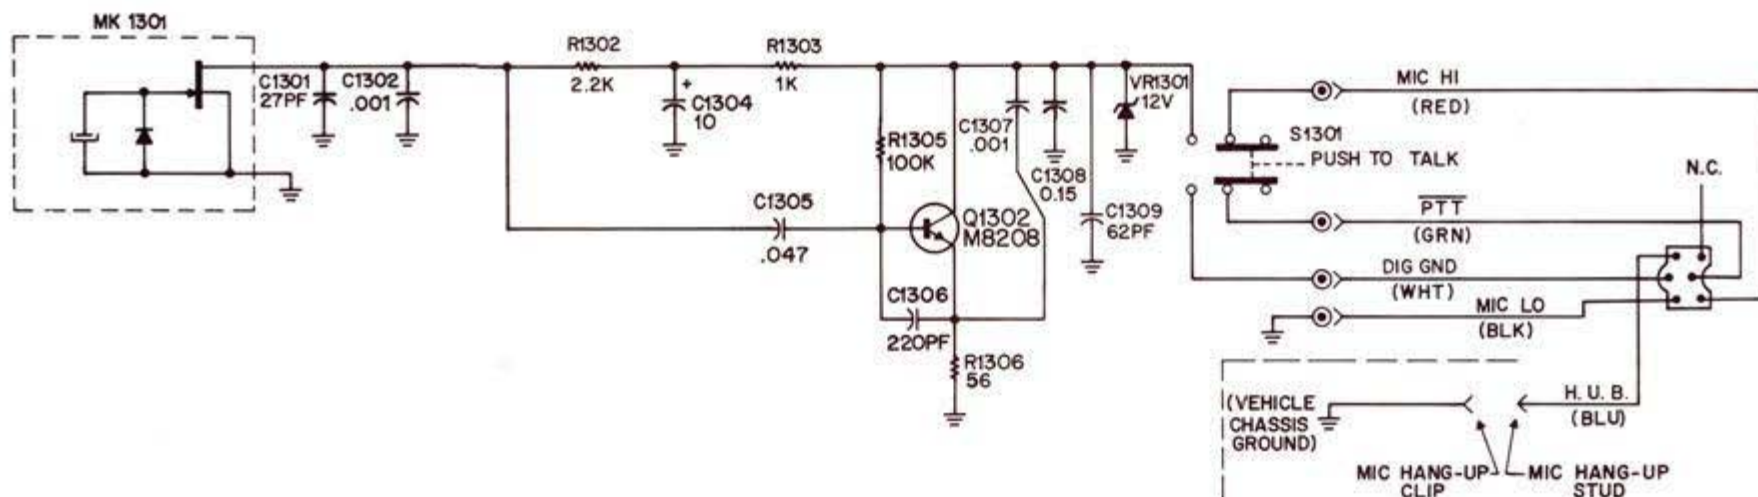 MK 1301
C1301
27PF
C1302
.001
R1302
2.2K
+
C1304
10
R1303
1K
R1305
100K
C1305
.047
Q1302
M8208
C1306
220PF
R1306
56
C1307
.001
C1308
0.15
C1309
62PF
VR1301
12V
S1301
PUSH TO TALK
MIC HI
(RED)
PTT
(GRN)
DIG GND
(WHT)
MIC LO
(BLK)
N.C.
H. U. B.
(BLU)
(VEHICLE
CHASSIS
GROUND)
MIC HANG-UP
CLIP
MIC HANG-UP
STUD